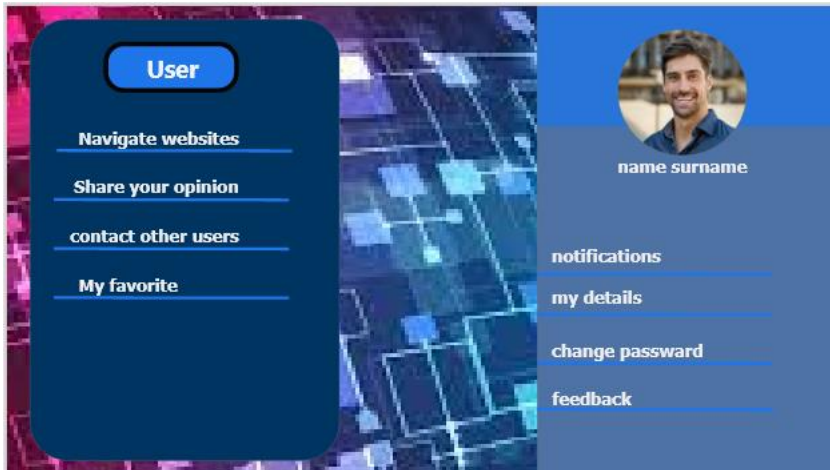 User
Navigate websites
Share your opinion
contact other users
My favorite
name surname
notifications
my details
change passward
feedback